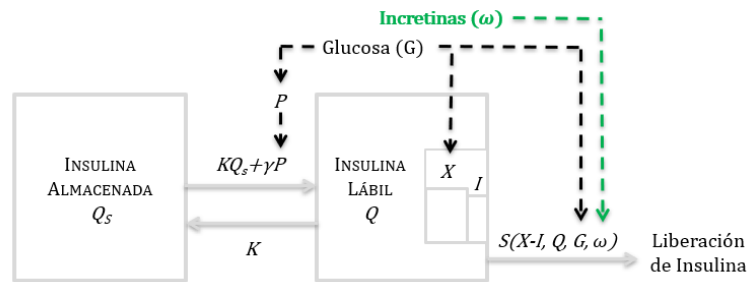 Incretinas (ω)
Glucosa (G)
P
INSULINA
ALMACENADA
Q_S
KQ_s+γP
K
INSULINA
LÁBIL
Q
X
I
S(X-I, Q, G, ω)
Liberación
de Insulina